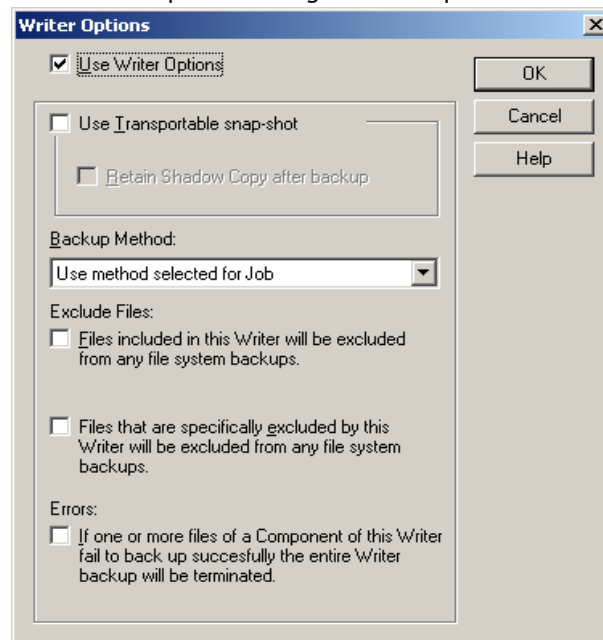 Writer Options
Use Writer Options
OK
Use Transportable snap-shot
Cancel
Retain Shadow Copy after backup
Help
Backup Method:
Use method selected for Job
Exclude Files:
Files included in this Writer will be excluded
from any file system backups.
Files that are specifically excluded by this
Writer will be excluded from any file system
backups.
Errors:
If one or more files of a Component of this Writer
fail to back up succesfully the entire Writer
backup will be terminated.